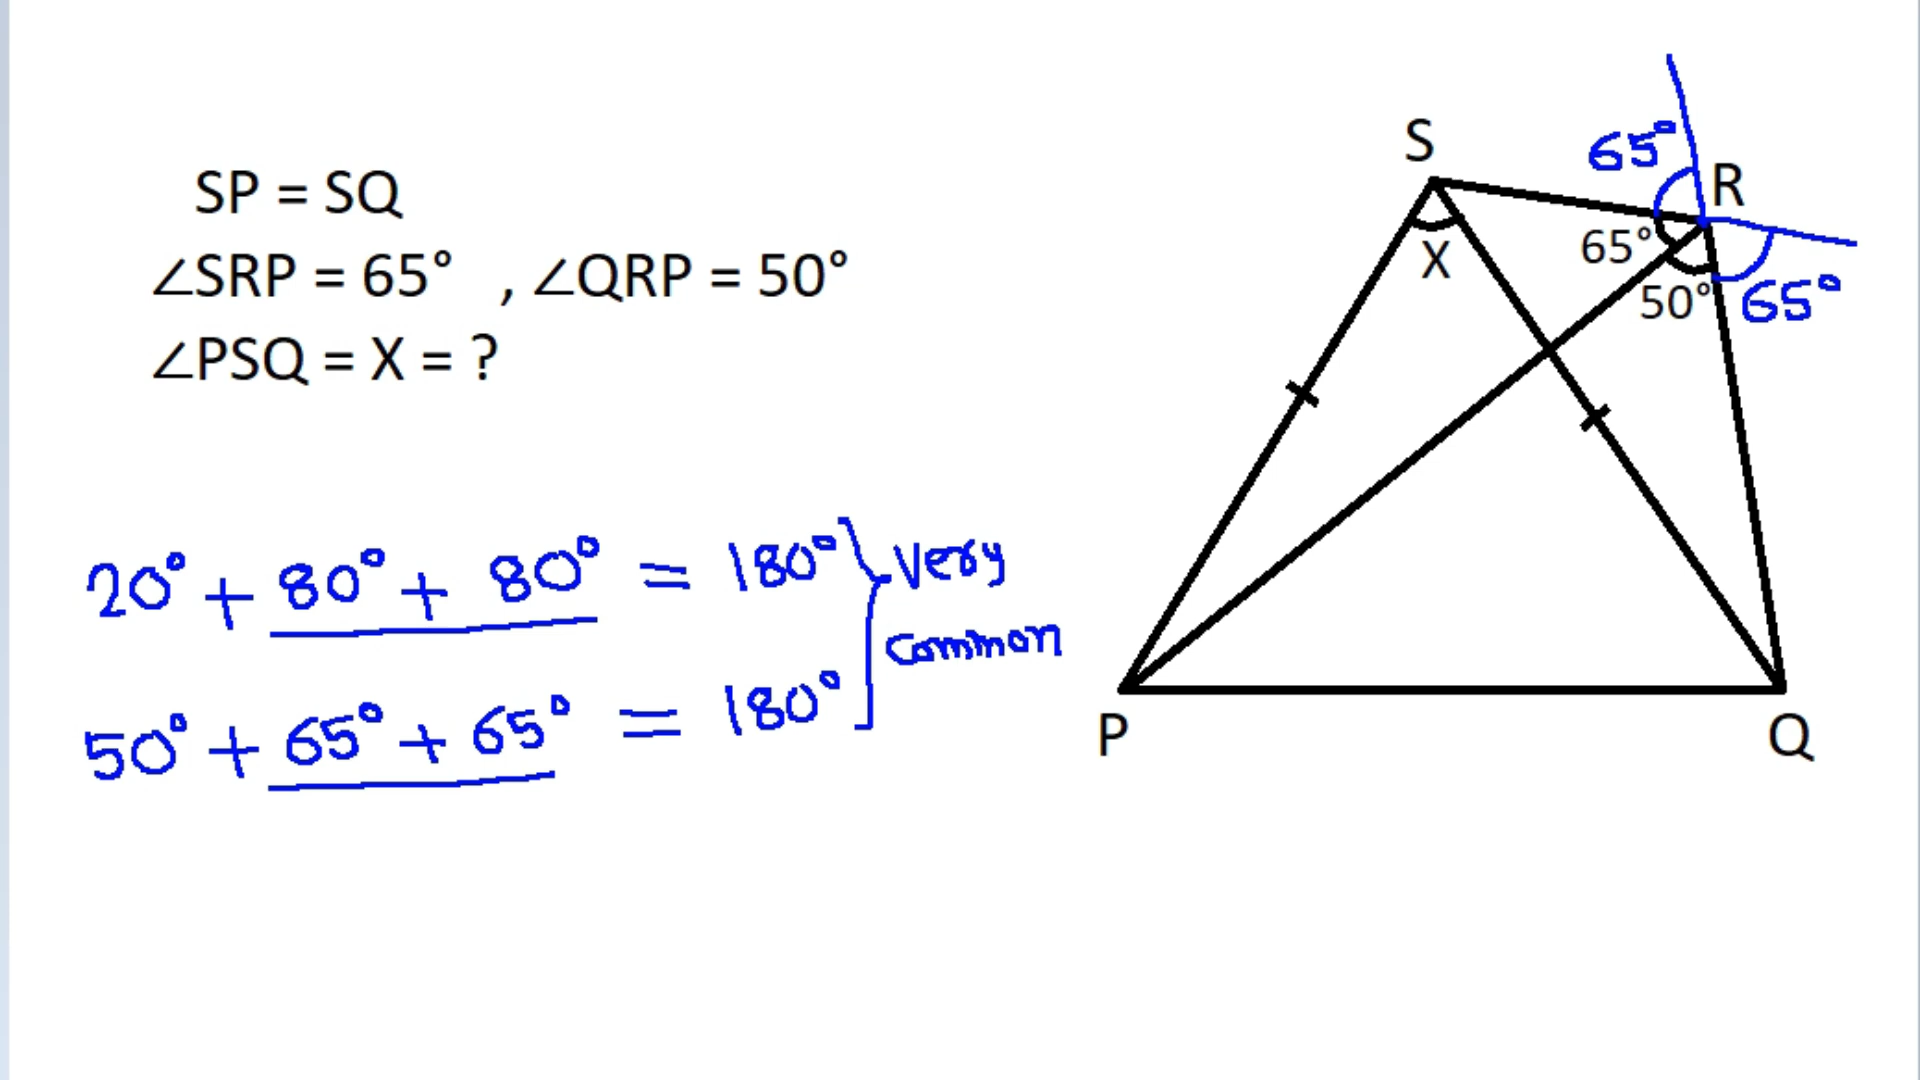 SP = SQ
∠SRP = 65° , ∠QRP = 50°
∠PSQ = X = ?
20° + 80° + 80° = 180°
50° + 65° + 65° = 180°
Very
Common
S
65°
R
X
65°
50°
65°
P
Q